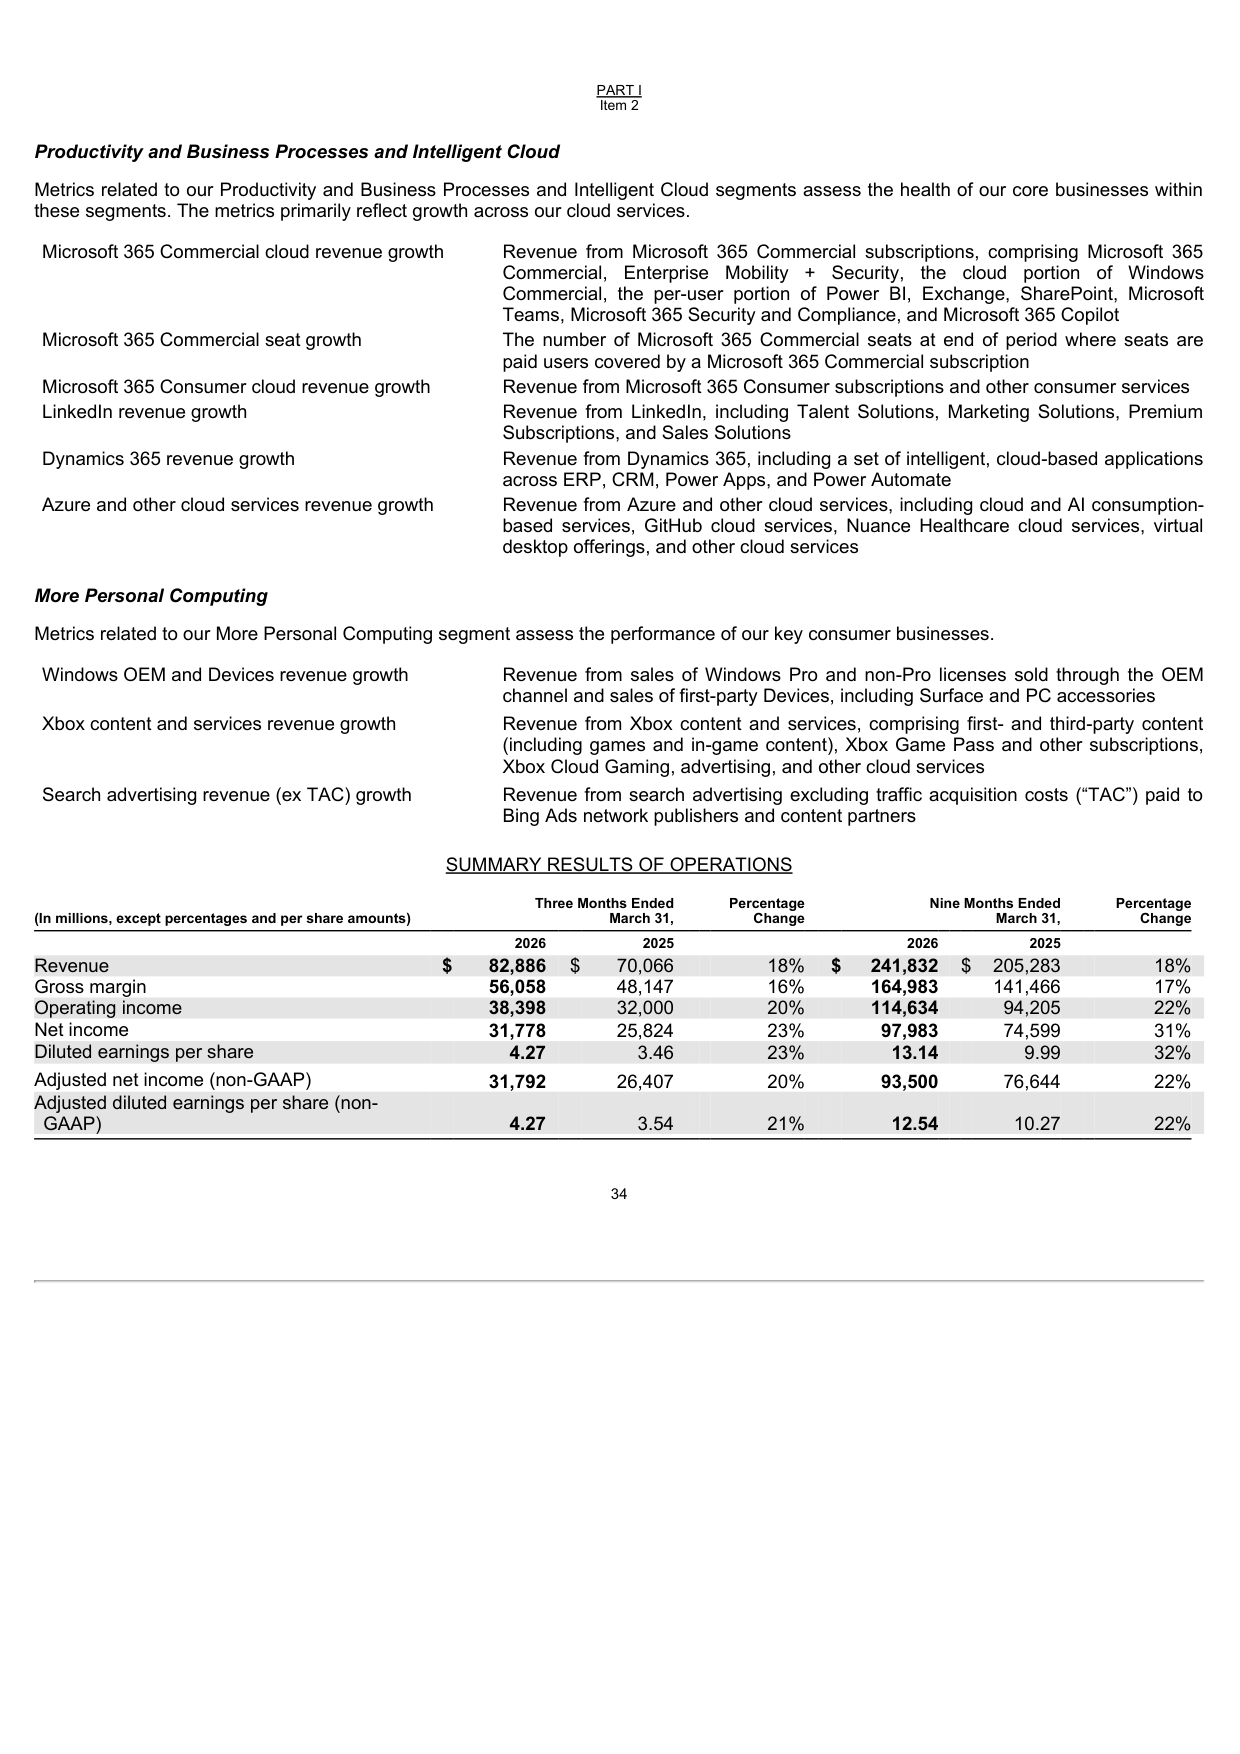 PART I
Item 2
Productivity and Business Processes and Intelligent Cloud
Metrics related to our Productivity and Business Processes and Intelligent Cloud segments assess the health of our core businesses within
these segments. The metrics primarily reflect growth across our cloud services.
Microsoft 365 Commercial cloud revenue growth Revenue from Microsoft 365 Commercial subscriptions, comprising Microsoft 365
Commercial, Enterprise Mobility + Security, the cloud portion of Windows
Commercial, the per-user portion of Power BI, Exchange, SharePoint, Microsoft
Teams, Microsoft 365 Security and Compliance, and Microsoft 365 Copilot
Microsoft 365 Commercial seat growth The number of Microsoft 365 Commercial seats at end of period where seats are
paid users covered by a Microsoft 365 Commercial subscription
Microsoft 365 Consumer cloud revenue growth Revenue from Microsoft 365 Consumer subscriptions and other consumer services
LinkedIn revenue growth Revenue from LinkedIn, including Talent Solutions, Marketing Solutions, Premium
Subscriptions, and Sales Solutions
Dynamics 365 revenue growth Revenue from Dynamics 365, including a set of intelligent, cloud-based applications
across ERP, CRM, Power Apps, and Power Automate
Azure and other cloud services revenue growth Revenue from Azure and other cloud services, including cloud and AI consumption-
based services, GitHub cloud services, Nuance Healthcare cloud services, virtual
desktop offerings, and other cloud services
More Personal Computing
Metrics related to our More Personal Computing segment assess the performance of our key consumer businesses.
Windows OEM and Devices revenue growth Revenue from sales of Windows Pro and non-Pro licenses sold through the OEM
channel and sales of first-party Devices, including Surface and PC accessories
Xbox content and services revenue growth Revenue from Xbox content and services, comprising first- and third-party content
(including games and in-game content), Xbox Game Pass and other subscriptions,
Xbox Cloud Gaming, advertising, and other cloud services
Search advertising revenue (ex TAC) growth Revenue from search advertising excluding traffic acquisition costs (“TAC”) paid to
Bing Ads network publishers and content partners
SUMMARY RESULTS OF OPERATIONS
Three Months Ended Percentage Nine Months Ended Percentage
(In millions, except percentages and per share amounts) March 31, Change March 31, Change
2026 2025 2026 2025
Revenue $ 82,886 $ 70,066 18% $ 241,832 $ 205,283 18%
Gross margin 56,058 48,147 16% 164,983 141,466 17%
Operating income 38,398 32,000 20% 114,634 94,205 22%
Net income 31,778 25,824 23% 97,983 74,599 31%
Diluted earnings per share 4.27 3.46 23% 13.14 9.99 32%
Adjusted net income (non-GAAP) 31,792 26,407 20% 93,500 76,644 22%
Adjusted diluted earnings per share (non-
GAAP) 4.27 3.54 21% 12.54 10.27 22%
34